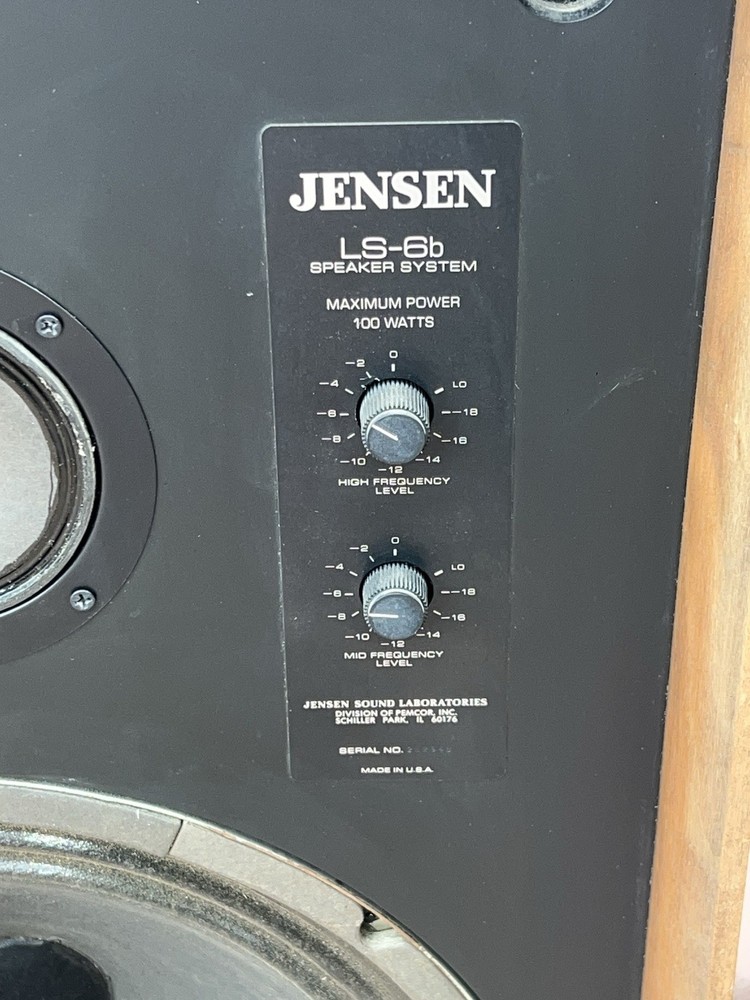 JENSEN
LS-6b
SPEAKER SYSTEM
MAXIMUM POWER
100 WATTS
0
-2
-4
-6
-8
-10
-12
-14
-16
-18
LO
HIGH FREQUENCY
LEVEL
0
-2
-4
-6
-8
-10
-12
-14
-16
-18
LO
MID FREQUENCY
LEVEL
JENSEN SOUND LABORATORIES
DIVISION OF PEMCOR, INC.
SCHILLER PARK, IL 60176
SERIAL NO.
MADE IN U.S.A.